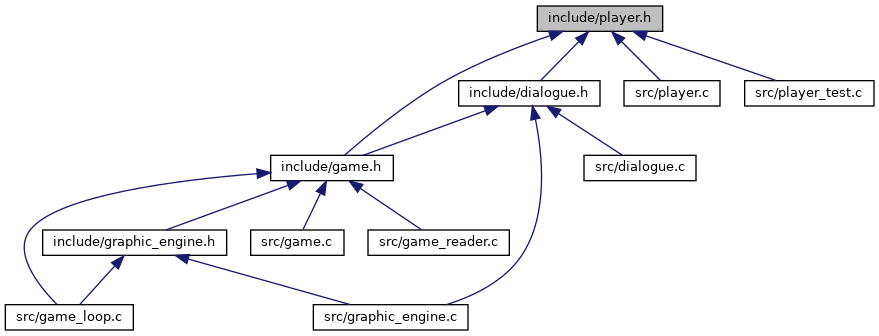 include/player.h
include/dialogue.h
src/player.c
src/player_test.c
include/game.h
src/dialogue.c
include/graphic_engine.h
src/game.c
src/game_reader.c
src/game_loop.c
src/graphic_engine.c